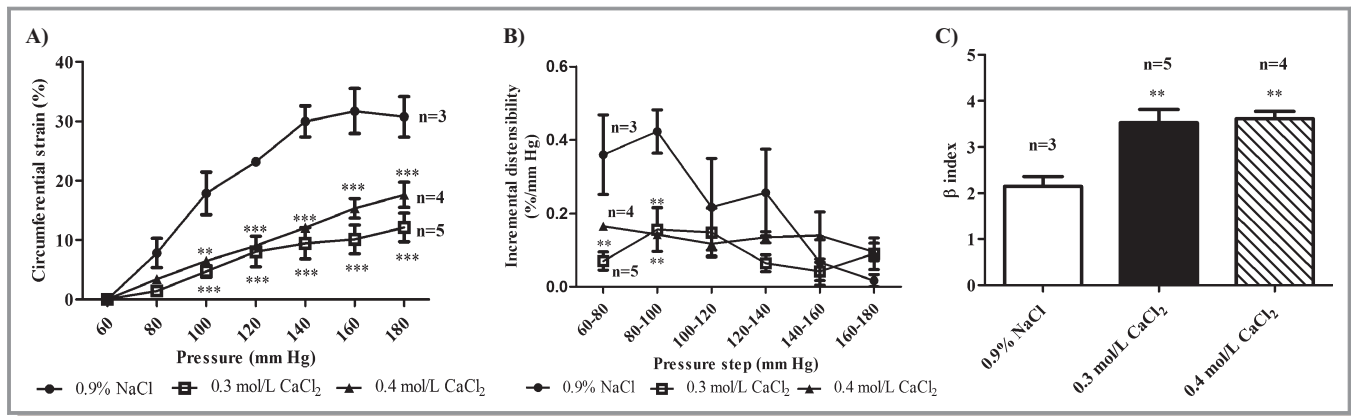 A)
Circumferential strain (%)
40
30
20
10
0
n=3
n=4
n=5
**
***
***
***
***
***
***
***
***
***
60
80
100
120
140
160
180
Pressure (mm Hg)
0.9% NaCl
0.3 mol/L CaCl₂
0.4 mol/L CaCl₂
B)
Incremental distensibility
(%/mm Hg)
0.6
0.4
0.2
0.0
n=3
n=4
**
**
n=5
**
60-80
80-100
100-120
120-140
140-160
160-180
Pressure step (mm Hg)
0.9% NaCl
0.3 mol/L CaCl₂
0.4 mol/L CaCl₂
C)
β index
5
4
3
2
1
0
n=3
n=5
**
n=4
**
0.9% NaCl
0.3 mol/L CaCl₂
0.4 mol/L CaCl₂